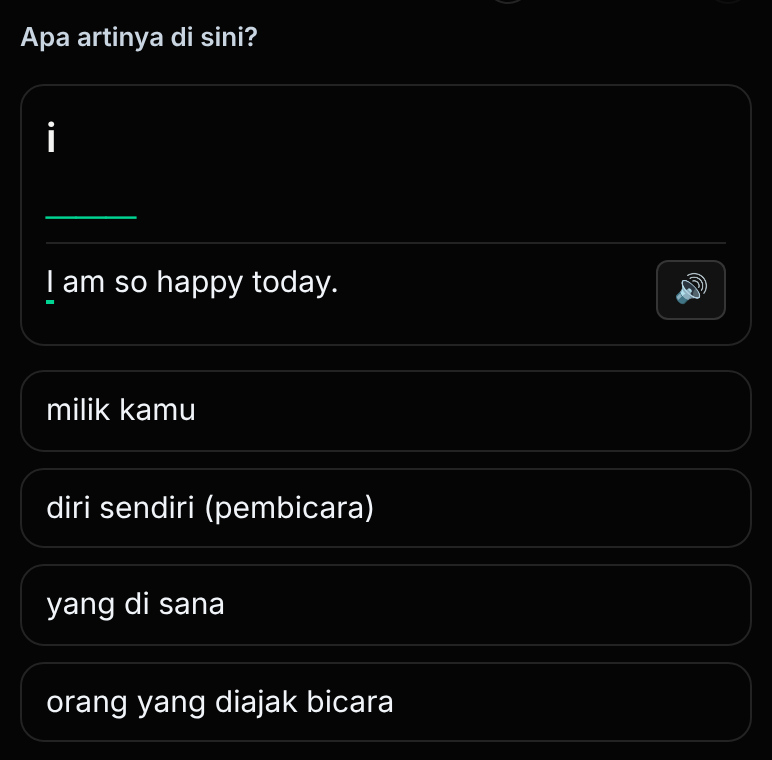 Apa artinya di sini?
i
I am so happy today.
milik kamu
diri sendiri (pembicara)
yang di sana
orang yang diajak bicara